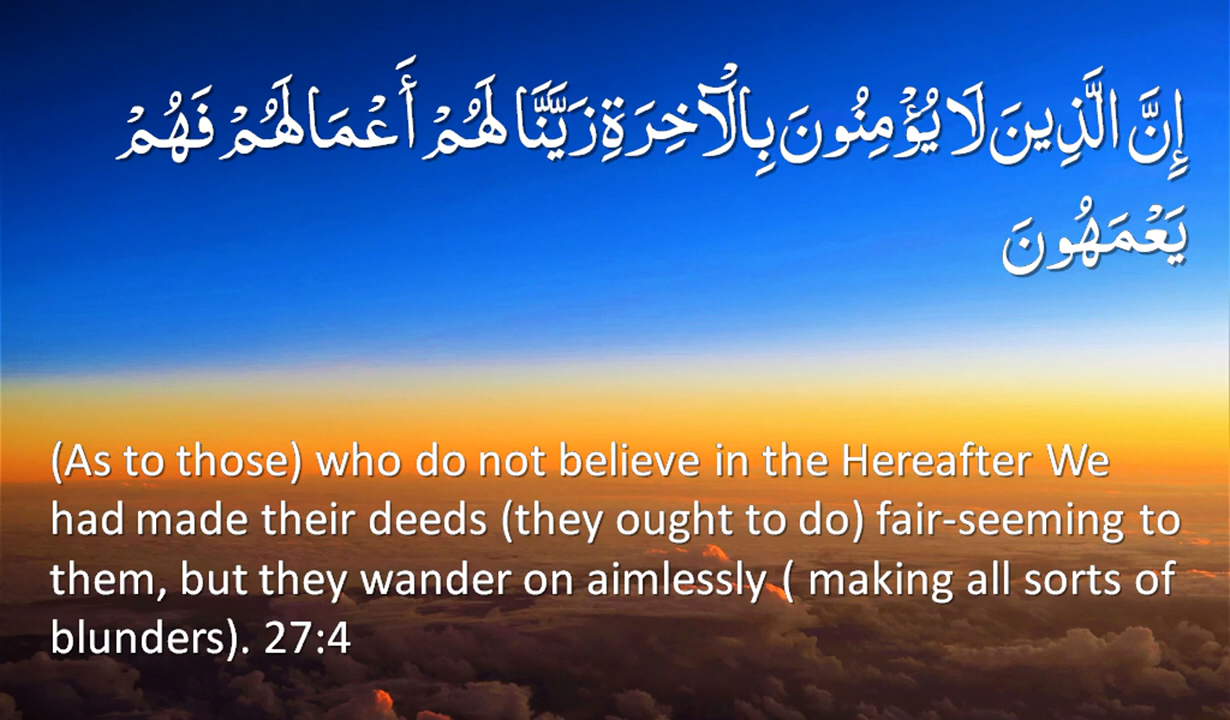 إِنَّ الَّذِينَ لَا يُؤْمِنُونَ بِالْآخِرَةِ زَيَّنَّا لَهُمْ أَعْمَالَهُمْ فَهُمْ
يَعْمَهُونَ
(As to those) who do not believe in the Hereafter We
had made their deeds (they ought to do) fair-seeming to
them, but they wander on aimlessly ( making all sorts of
blunders). 27:4